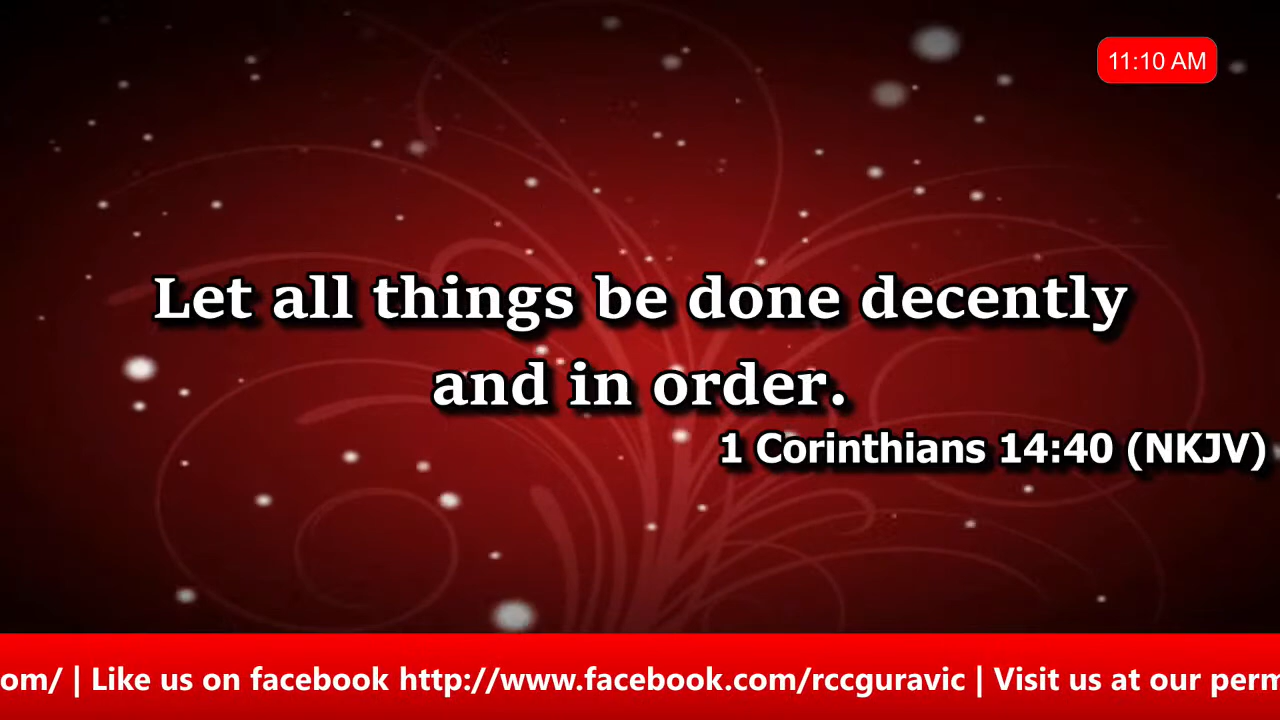 11:10 AM
Let all things be done decently
and in order.
1 Corinthians 14:40 (NKJV)
om/ | Like us on facebook http://www.facebook.com/rccguravic | Visit us at our perm